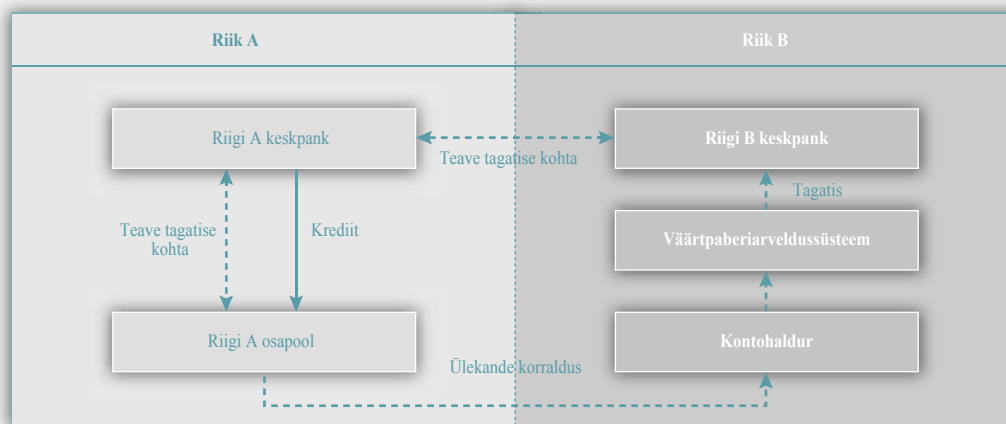 Riik A
Riik B
Riigi A keskpank
Riigi B keskpank
Teave tagatise kohta
Tagatis
Teave tagatise
kohta
Krediit
Väärtpaberiarveldussüsteem
Riigi A osapool
Kontohaldur
Ülekande korraldus